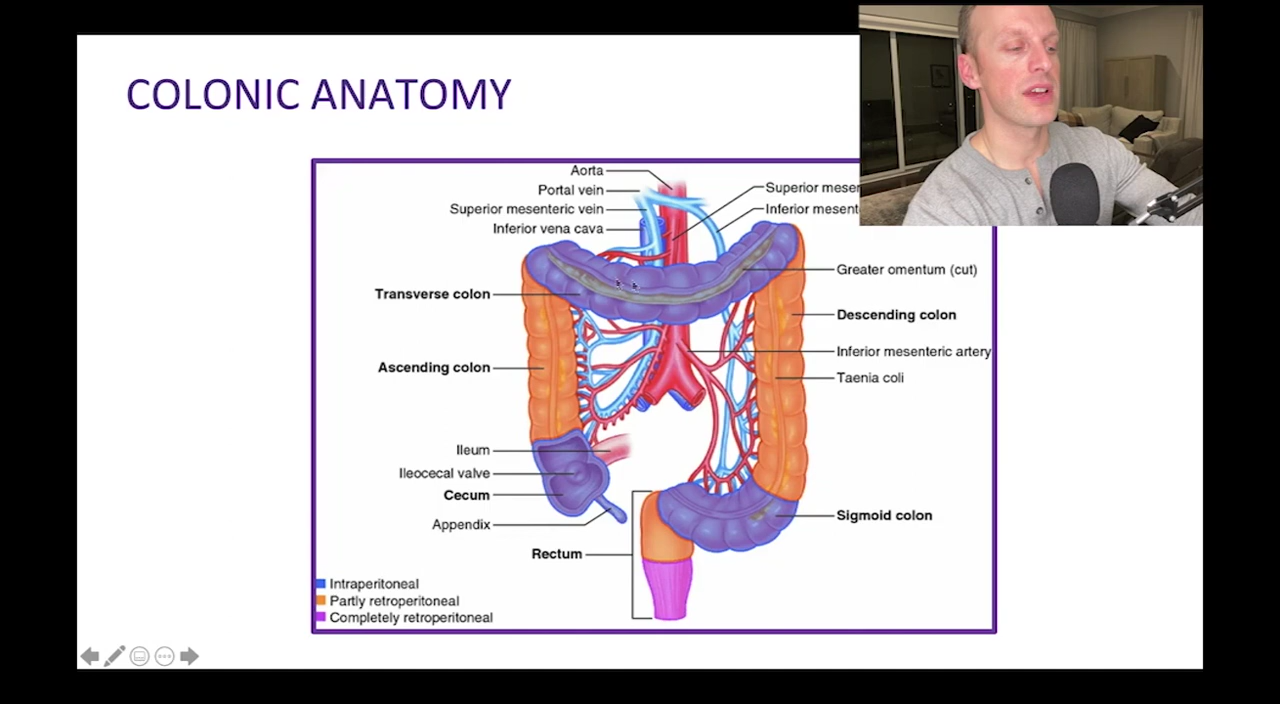 COLONIC ANATOMY
Aorta
Portal vein
Superior mesenteric vein
Inferior vena cava
Superior
Inferior
Greater omentum (cut)
Transverse colon
Descending colon
Inferior mesenteric artery
Ascending colon
Taenia coli
Ileum
Ileocecal valve
Cecum
Appendix
Sigmoid colon
Rectum
Intraperitoneal
Partly retroperitoneal
Completely retroperitoneal